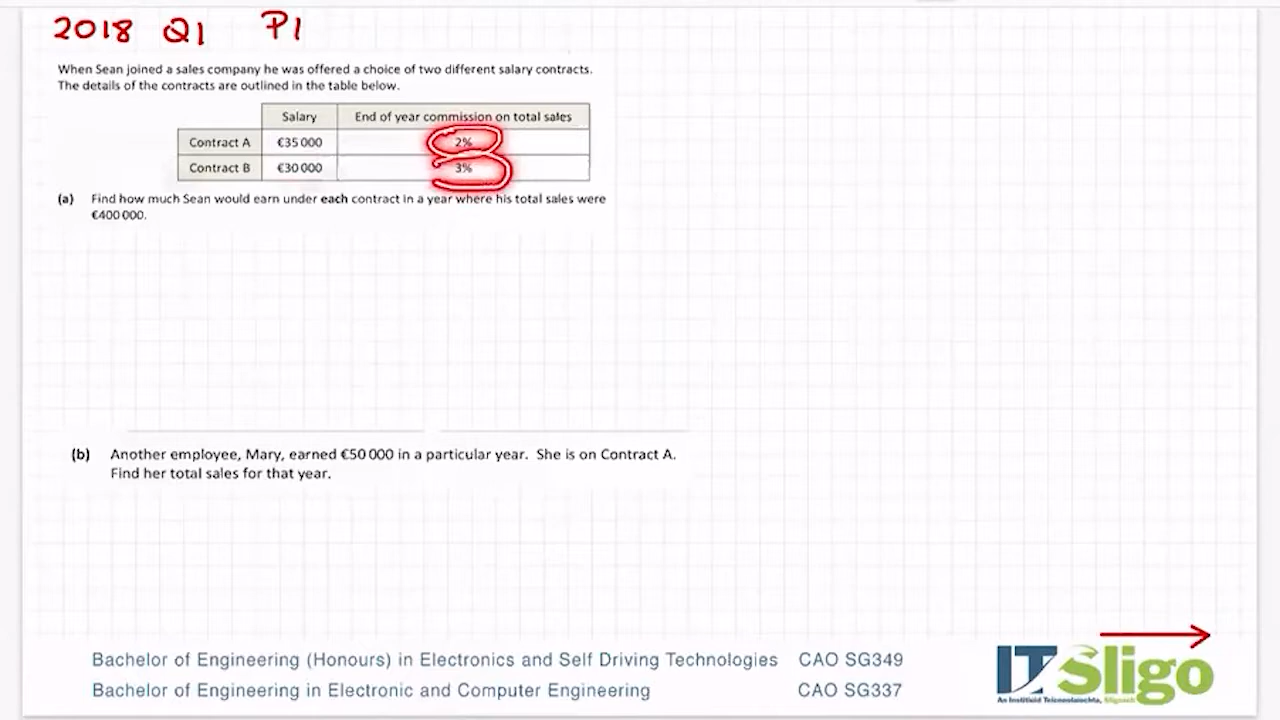 2018 Q1 P1
When Sean joined a sales company he was offered a choice of two different salary contracts.
The details of the contracts are outlined in the table below.
Salary End of year commission on total sales
Contract A €35 000 2%
Contract B €30 000 3%
(a) Find how much Sean would earn under each contract in a year where his total sales were
€400 000.
(b) Another employee, Mary, earned €50 000 in a particular year. She is on Contract A.
Find her total sales for that year.
Bachelor of Engineering (Honours) in Electronics and Self Driving Technologies CAO SG349
Bachelor of Engineering in Electronic and Computer Engineering CAO SG337
IT Sligo
An Institiúid Teicneolaíochta, Sligeach